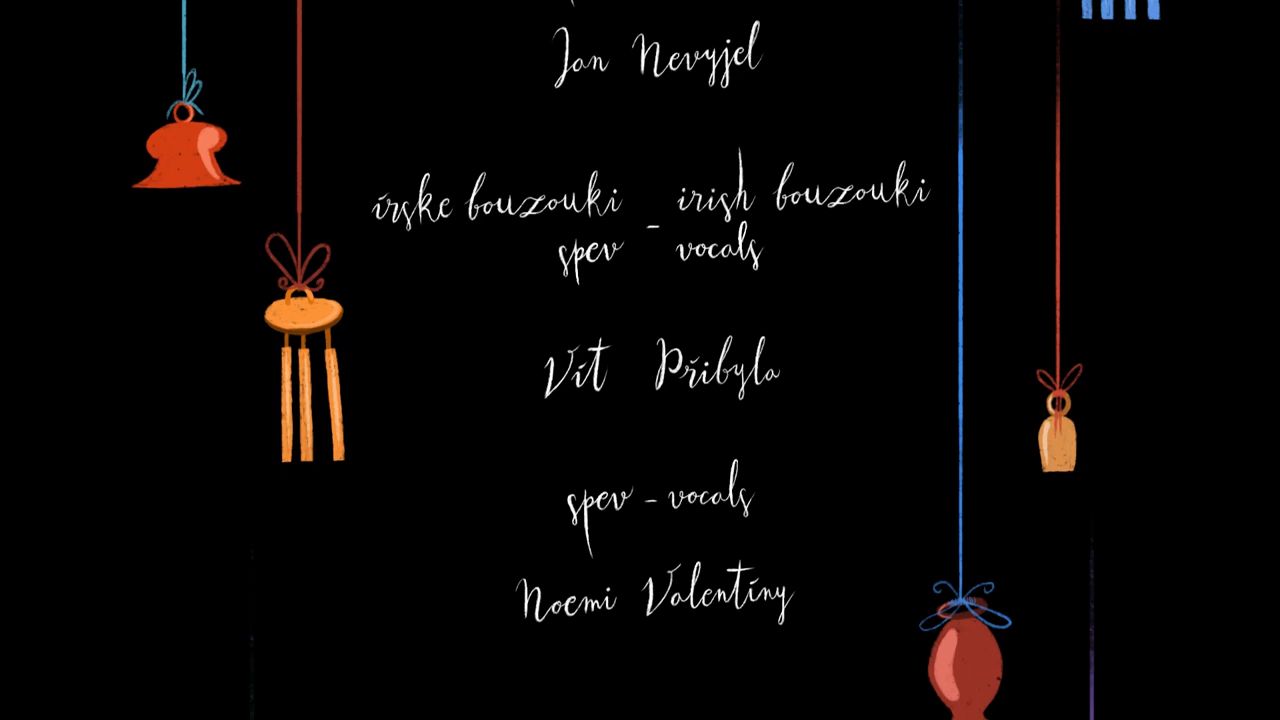 Jan Nevyjel
írske bouzouki - irish bouzouki
spev vocals
Vít Přibyla
spev - vocals
Noemi Valentíny